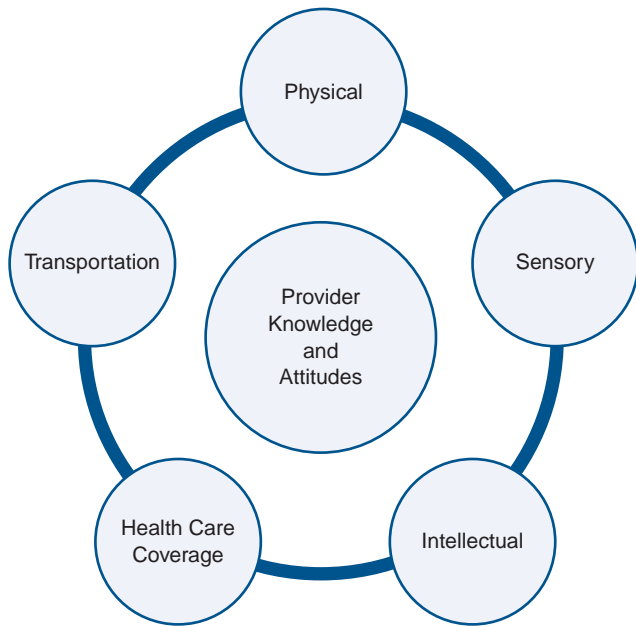 Physical
Transportation
Sensory
Provider
Knowledge
and
Attitudes
Health Care
Coverage
Intellectual